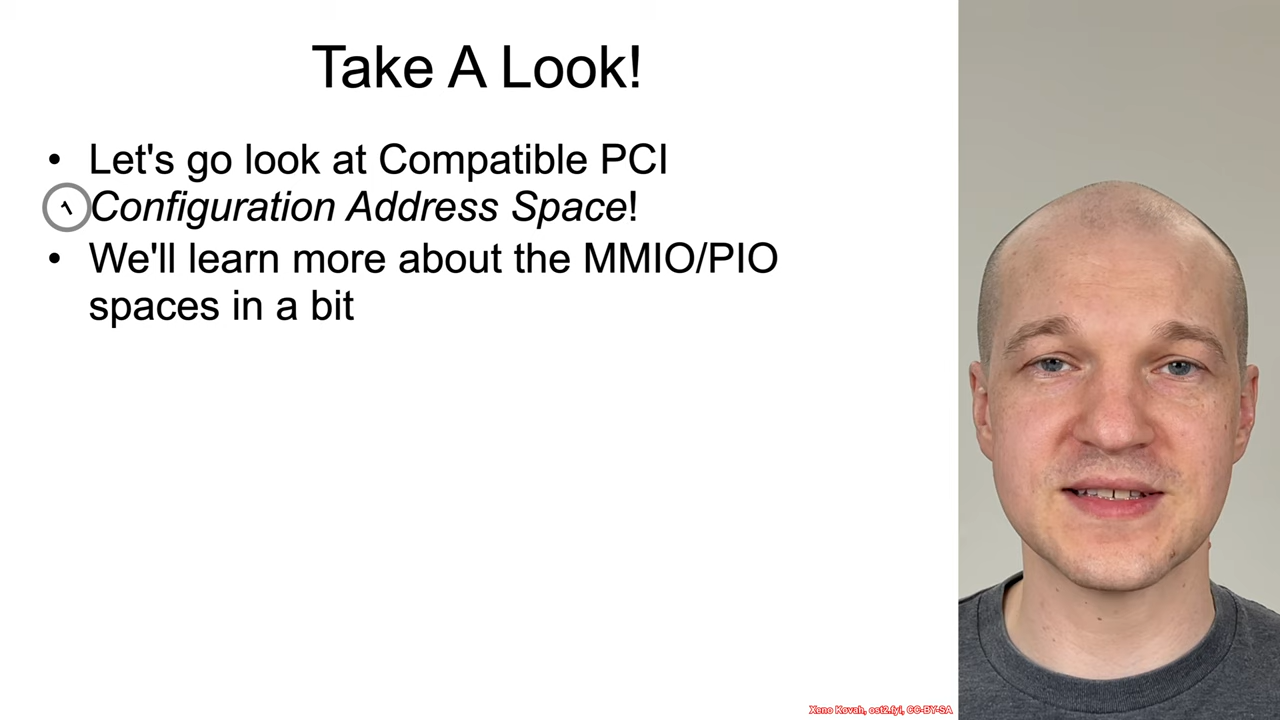 Take A Look!
• Let's go look at Compatible PCI
Configuration Address Space!
• We'll learn more about the MMIO/PIO
spaces in a bit
Xeno Kovah, ost2.fyi, CC-BY-SA